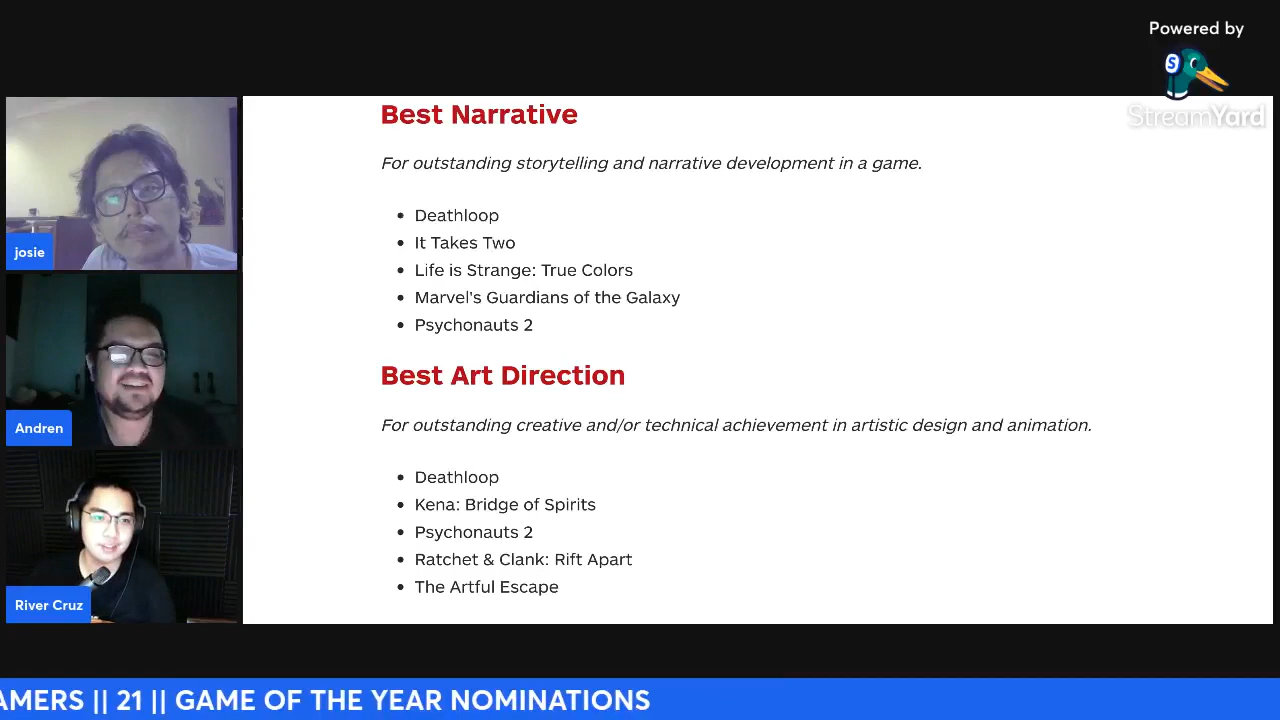 Powered by
StreamYard
Best Narrative
For outstanding storytelling and narrative development in a game.
Deathloop
It Takes Two
Life is Strange: True Colors
Marvel's Guardians of the Galaxy
Psychonauts 2
Best Art Direction
For outstanding creative and/or technical achievement in artistic design and animation.
Deathloop
Kena: Bridge of Spirits
Psychonauts 2
Ratchet & Clank: Rift Apart
The Artful Escape
josie
Andren
River Cruz
AMERS || 21 || GAME OF THE YEAR NOMINATIONS